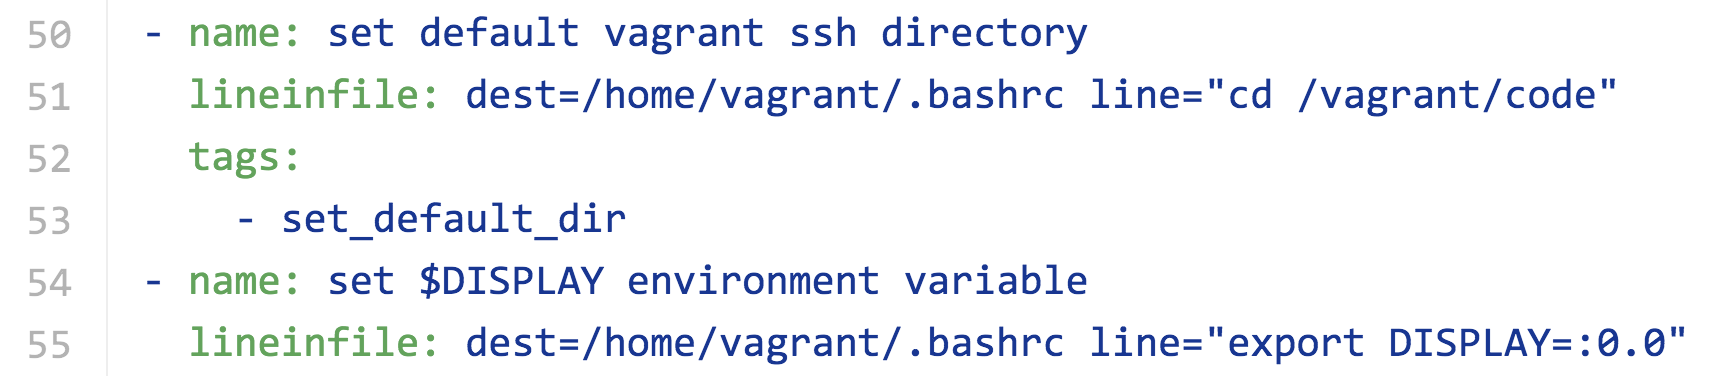 50 - name: set default vagrant ssh directory
51 lineinfile: dest=/home/vagrant/.bashrc line="cd /vagrant/code"
52 tags:
53 - set_default_dir
54 - name: set $DISPLAY environment variable
55 lineinfile: dest=/home/vagrant/.bashrc line="export DISPLAY=:0.0"